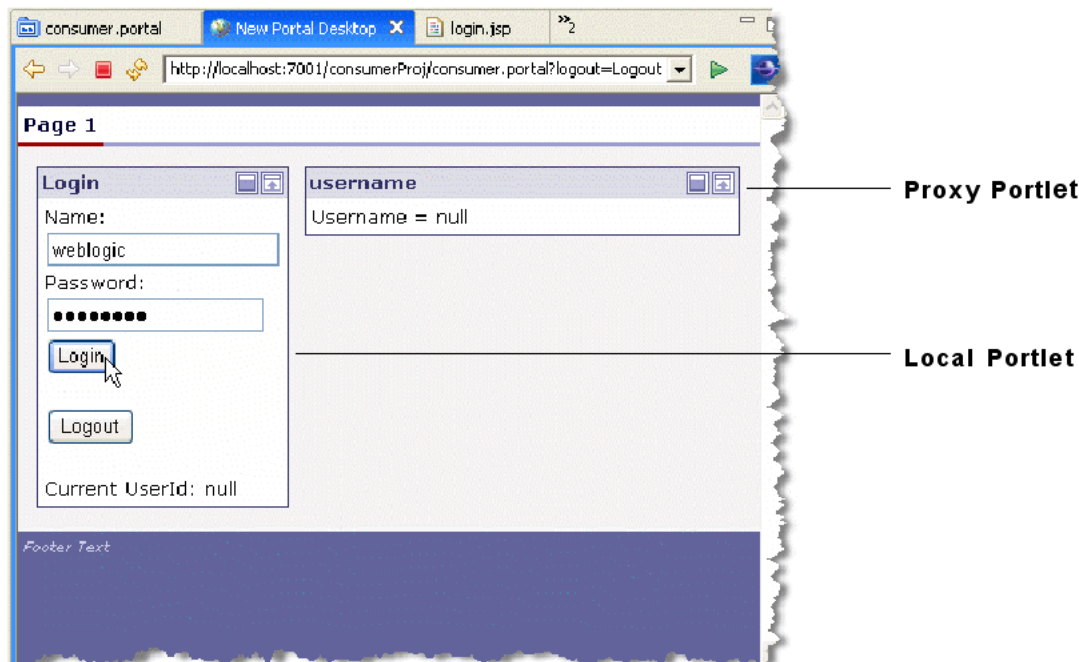 consumer.portal
New Portal Desktop
login.jsp
»2
http://localhost:7001/consumerProj/consumer.portal?logout=Logout
Page 1
Login
username
Proxy Portlet
Name:
Username = null
weblogic
Password:
●●●●●●●●
Login
Local Portlet
Logout
Current UserId: null
Footer Text